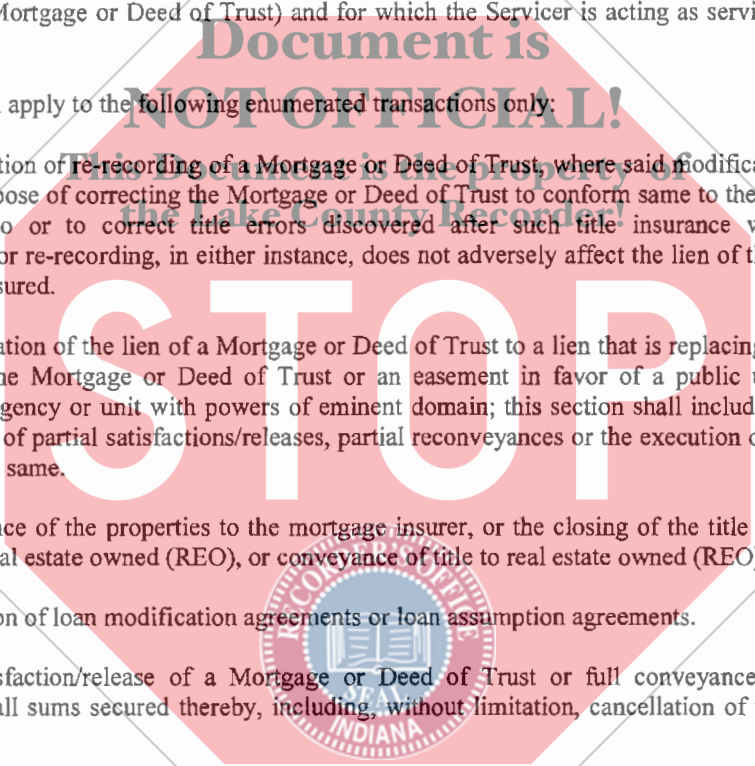 Mortgage or Deed of Trust) and for which the Servicer is acting as servi
Document is
apply to the following enumerated transactions only:
NOT OFFICIAL!
tion of re-recording of a Mortgage or Deed of Trust, where said modifica
This Document is the property of
ose of correcting the Mortgage or Deed of Trust to conform same to the
the Lake County Recorder!
o or to correct title errors discovered after such title insurance w
or re-recording, in either instance, does not adversely affect the lien of th
sured.
STOP
ation of the lien of a Mortgage or Deed of Trust to a lien that is replacing
he Mortgage or Deed of Trust or an easement in favor of a public u
gency or unit with powers of eminent domain; this section shall includ
of partial satisfactions/releases, partial reconveyances or the execution o
same.
nce of the properties to the mortgage insurer, or the closing of the title
al estate owned (REO), or conveyance of title to real estate owned (REO
on of loan modification agreements or loan assumption agreements.
RECORDER'S OFFICE
sfaction/release of a Mortgage or Deed of Trust or full conveyance
SEAL
all sums secured thereby, including, without limitation, cancellation of
INDIANA